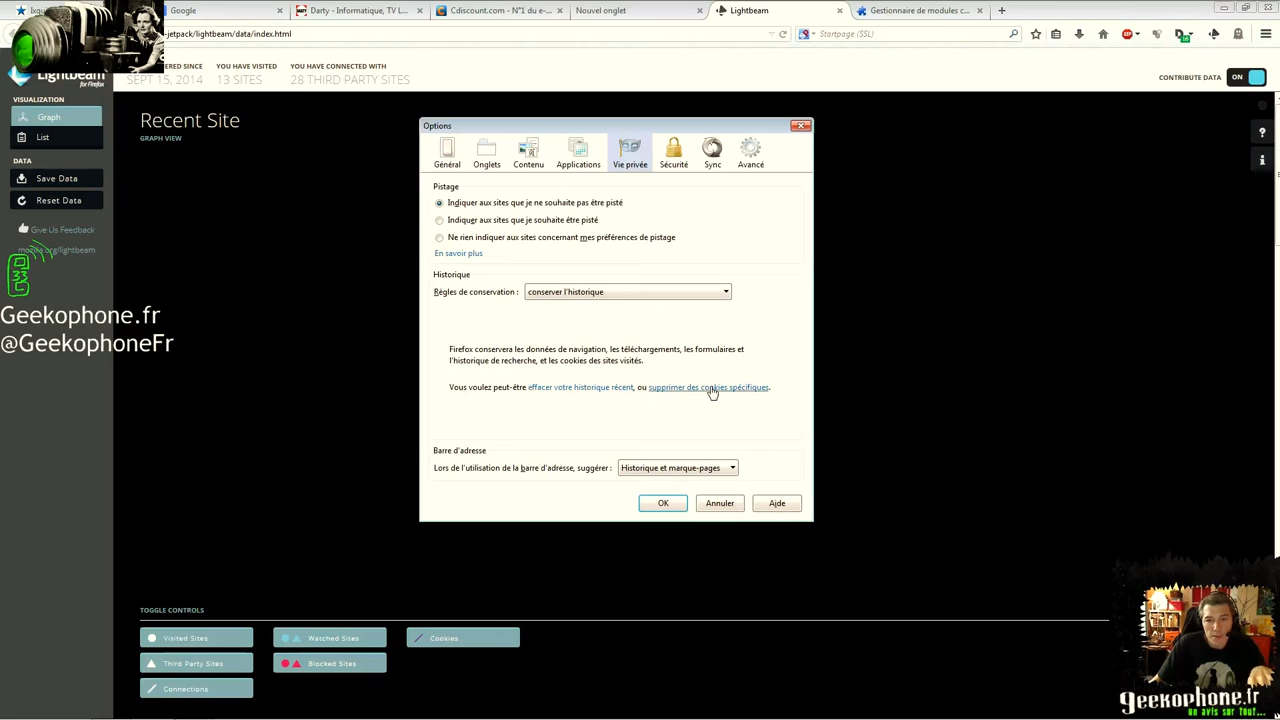 Ixqui
Google
Darty - Informatique, TV L...
Cdiscount.com - N°1 du e-...
Nouvel onglet
Lightbeam
Gestionnaire de modules c...
-jetpack/lightbeam/data/index.html
Startpage (SSL)
16
Lightbeam
for Firefox
ERED SINCE
SEPT 15, 2014
YOU HAVE VISITED
13 SITES
YOU HAVE CONNECTED WITH
28 THIRD PARTY SITES
CONTRIBUTE DATA
ON
VISUALIZATION
Graph
List
DATA
Save Data
Reset Data
Give Us Feedback
mozilla.org/lightbeam
Geekophone.fr
@GeekophoneFr
Recent Site
GRAPH VIEW
Options
Général
Onglets
Contenu
Applications
Vie privée
Sécurité
Sync
Avancé
Pistage
Indiquer aux sites que je ne souhaite pas être pisté
Indiquer aux sites que je souhaite être pisté
Ne rien indiquer aux sites concernant mes préférences de pistage
En savoir plus
Historique
Règles de conservation :
conserver l'historique
Firefox conservera les données de navigation, les téléchargements, les formulaires et
l'historique de recherche, et les cookies des sites visités.
Vous voulez peut-être effacer votre historique récent, ou supprimer des cookies spécifiques.
Barre d'adresse
Lors de l'utilisation de la barre d'adresse, suggérer :
Historique et marque-pages
OK
Annuler
Aide
TOGGLE CONTROLS
Visited Sites
Watched Sites
Cookies
Third Party Sites
Blocked Sites
Connections
geekophone.fr
un avis sur tout...